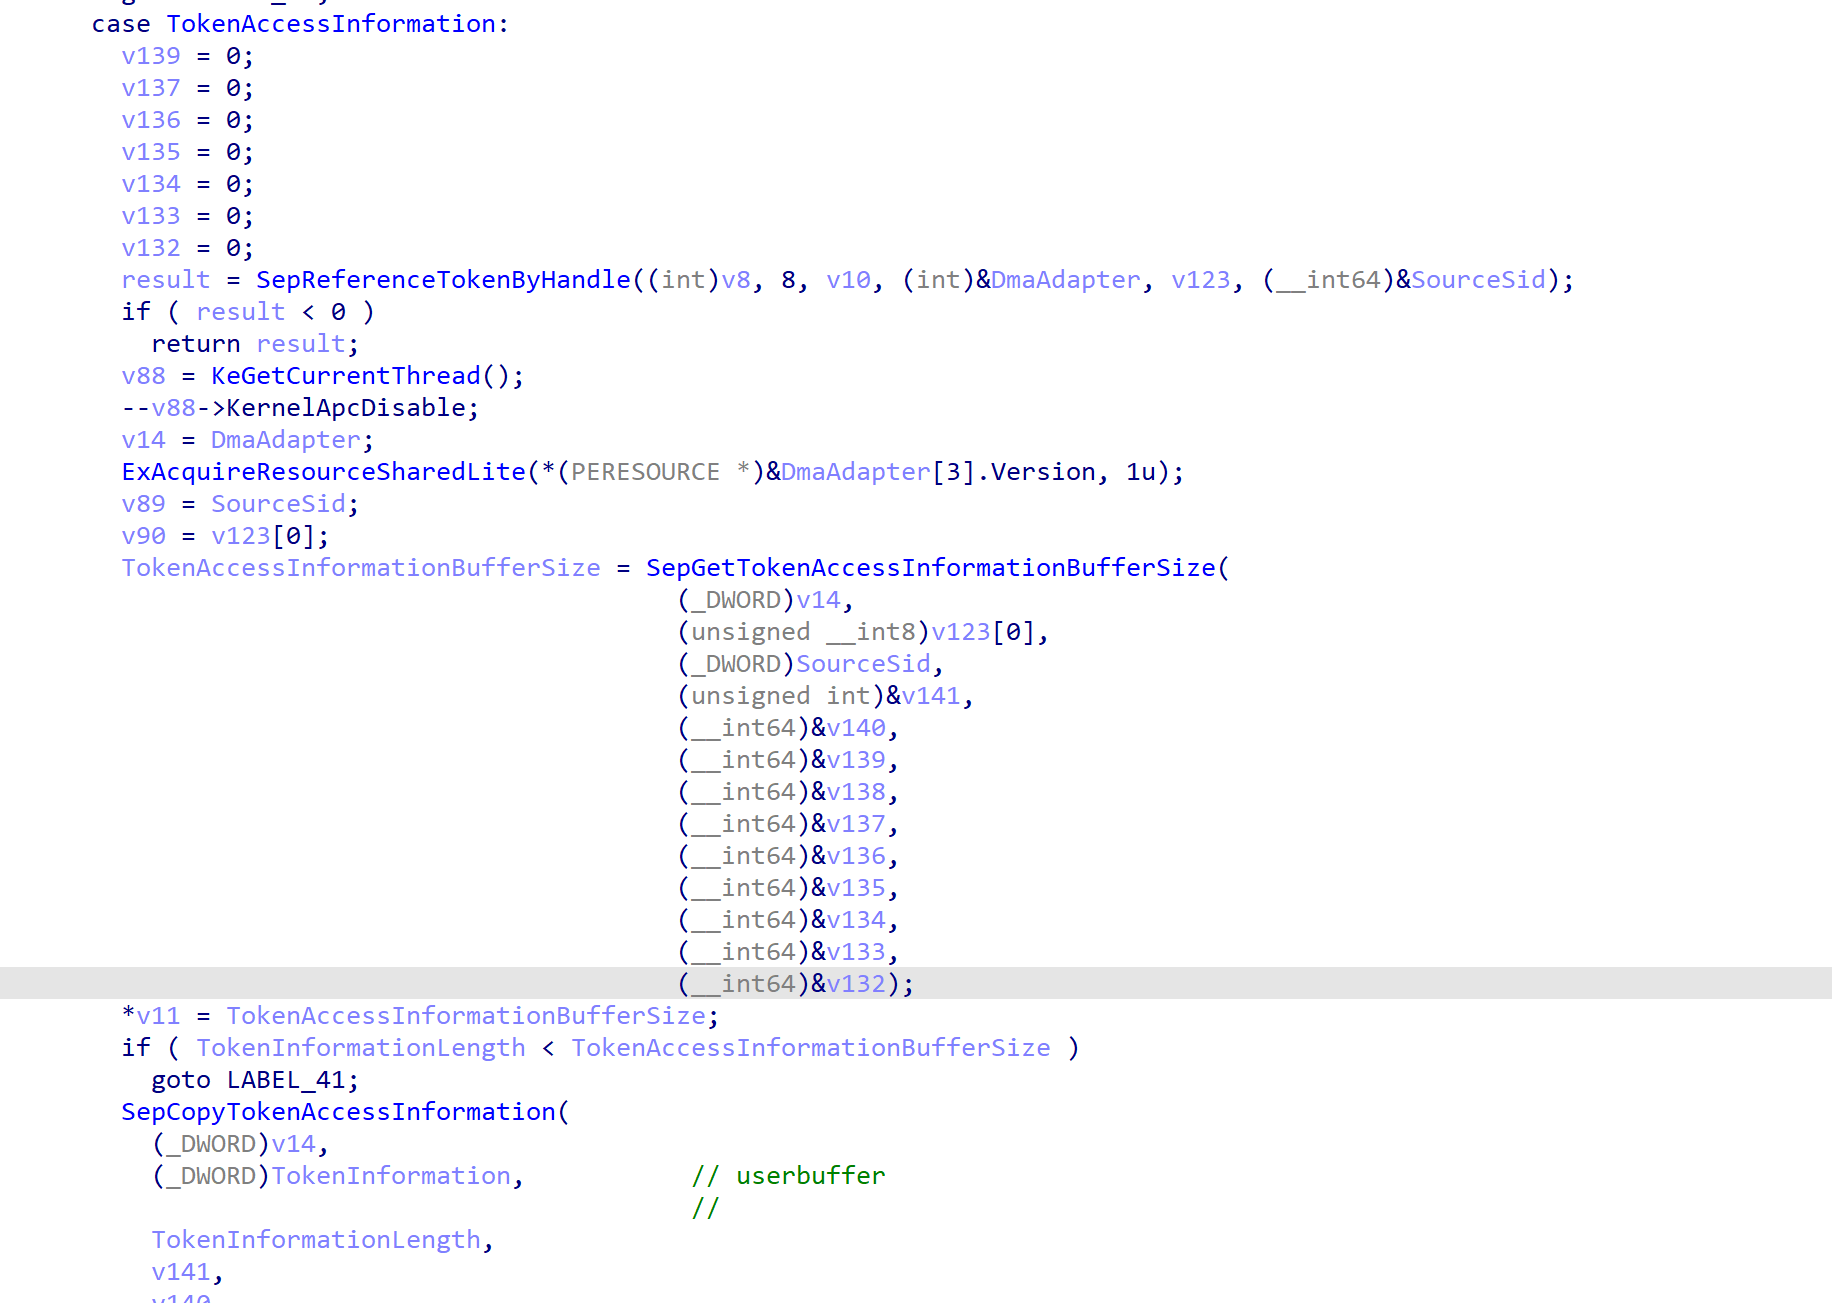 case TokenAccessInformation:
v139 = 0;
v137 = 0;
v136 = 0;
v135 = 0;
v134 = 0;
v133 = 0;
v132 = 0;
result = SepReferenceTokenByHandle((int)v8, 8, v10, (int)&DmaAdapter, v123, (__int64)&SourceSid);
if ( result < 0 )
return result;
v88 = KeGetCurrentThread();
--v88->KernelApcDisable;
v14 = DmaAdapter;
ExAcquireResourceSharedLite(*(PERESOURCE *)&DmaAdapter[3].Version, 1u);
v89 = SourceSid;
v90 = v123[0];
TokenAccessInformationBufferSize = SepGetTokenAccessInformationBufferSize(
(_DWORD)v14,
(unsigned __int8)v123[0],
(_DWORD)SourceSid,
(unsigned int)&v141,
(__int64)&v140,
(__int64)&v139,
(__int64)&v138,
(__int64)&v137,
(__int64)&v136,
(__int64)&v135,
(__int64)&v134,
(__int64)&v133,
(__int64)&v132);
*v11 = TokenAccessInformationBufferSize;
if ( TokenInformationLength < TokenAccessInformationBufferSize )
goto LABEL_41;
SepCopyTokenAccessInformation(
(_DWORD)v14,
(_DWORD)TokenInformation, // userbuffer
//
TokenInformationLength,
v141,
v140